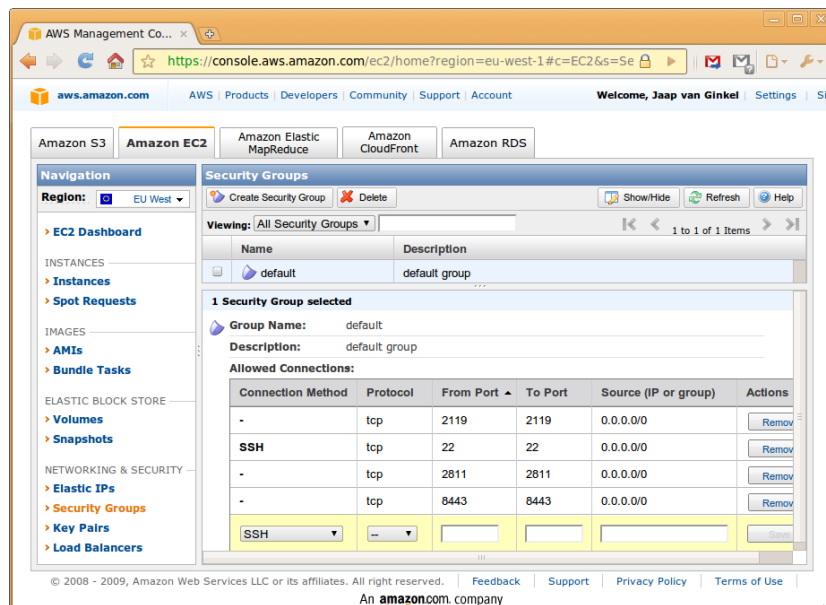 AWS Management Co... ×
https://console.aws.amazon.com/ec2/home?region=eu-west-1#c=EC2&s=Se
aws.amazon.com AWS | Products | Developers | Community | Support | Account Welcome, Jaap van Ginkel | Settings | Si
Amazon S3 Amazon EC2 Amazon Elastic MapReduce Amazon CloudFront Amazon RDS
Navigation
Region: EU West
> EC2 Dashboard
INSTANCES
> Instances
> Spot Requests
IMAGES
> AMIs
> Bundle Tasks
ELASTIC BLOCK STORE
> Volumes
> Snapshots
NETWORKING & SECURITY
> Elastic IPs
> Security Groups
> Key Pairs
> Load Balancers
Security Groups
Create Security Group Delete Show/Hide Refresh Help
Viewing: All Security Groups 1 to 1 of 1 Items
Name Description
default default group
1 Security Group selected
Group Name: default
Description: default group
Allowed Connections:
Connection Method Protocol From Port To Port Source (IP or group) Actions
- tcp 2119 2119 0.0.0.0/0 Remov
SSH tcp 22 22 0.0.0.0/0 Remov
- tcp 2811 2811 0.0.0.0/0 Remov
- tcp 8443 8443 0.0.0.0/0 Remov
SSH -- Save
© 2008 - 2009, Amazon Web Services LLC or its affiliates. All right reserved. | Feedback | Support | Privacy Policy | Terms of Use |
An amazon.com. company